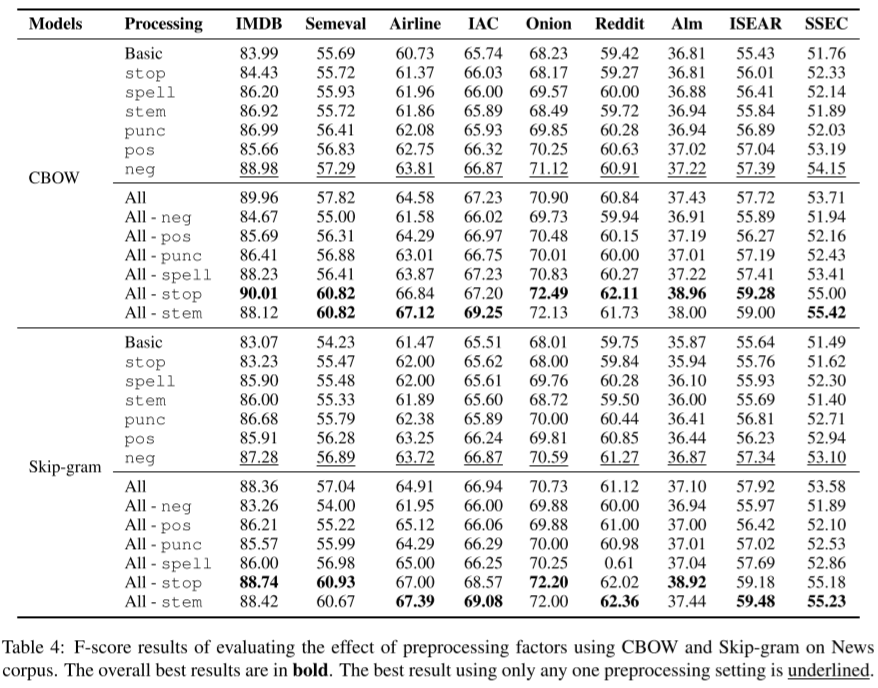 Models Processing IMDB Semeval Airline IAC Onion Reddit Alm ISEAR SSEC
Basic 83.99 55.69 60.73 65.74 68.23 59.42 36.81 55.43 51.76
stop 84.43 55.72 61.37 66.03 68.17 59.27 36.81 56.01 52.33
spell 86.20 55.93 61.96 66.00 69.57 60.00 36.88 56.41 52.14
stem 86.92 55.72 61.86 65.89 68.49 59.72 36.94 55.84 51.89
punc 86.99 56.41 62.08 65.93 69.85 60.28 36.94 56.89 52.03
pos 85.66 56.83 62.75 66.32 70.25 60.63 37.02 57.04 53.19
neg 88.98 57.29 63.81 66.87 71.12 60.91 37.22 57.39 54.15
CBOW
All 89.96 57.82 64.58 67.23 70.90 60.84 37.43 57.72 53.71
All - neg 84.67 55.00 61.58 66.02 69.73 59.94 36.91 55.89 51.94
All - pos 85.69 56.31 64.29 66.97 70.48 60.15 37.19 56.27 52.16
All - punc 86.41 56.88 63.01 66.75 70.01 60.00 37.01 57.19 52.43
All - spell 88.23 56.41 63.87 67.23 70.83 60.27 37.22 57.41 53.41
All - stop 90.01 60.82 66.84 67.20 72.49 62.11 38.96 59.28 55.00
All - stem 88.12 60.82 67.12 69.25 72.13 61.73 38.00 59.00 55.42
Basic 83.07 54.23 61.47 65.51 68.01 59.75 35.87 55.64 51.49
stop 83.23 55.47 62.00 65.62 68.00 59.84 35.94 55.76 51.62
spell 85.90 55.48 62.00 65.61 69.76 60.28 36.10 55.93 52.30
stem 86.00 55.33 61.89 65.60 68.72 59.50 36.00 55.69 51.40
punc 86.68 55.79 62.38 65.89 70.00 60.44 36.41 56.81 52.71
pos 85.91 56.28 63.25 66.24 69.81 60.85 36.44 56.23 52.94
neg 87.28 56.89 63.72 66.87 70.59 61.27 36.87 57.34 53.10
Skip-gram
All 88.36 57.04 64.91 66.94 70.73 61.12 37.10 57.92 53.58
All - neg 83.26 54.00 61.95 66.00 69.88 60.00 36.94 55.97 51.89
All - pos 86.21 55.22 65.12 66.06 69.88 61.00 37.00 56.42 52.10
All - punc 85.57 55.99 64.29 66.29 70.00 60.98 37.01 57.02 52.53
All - spell 86.00 56.98 65.00 66.25 70.25 0.61 37.04 57.69 52.86
All - stop 88.74 60.93 67.00 68.57 72.20 62.02 38.92 59.18 55.18
All - stem 88.42 60.67 67.39 69.08 72.00 62.36 37.44 59.48 55.23
Table 4: F-score results of evaluating the effect of preprocessing factors using CBOW and Skip-gram on News
corpus. The overall best results are in bold. The best result using only any one preprocessing setting is underlined.